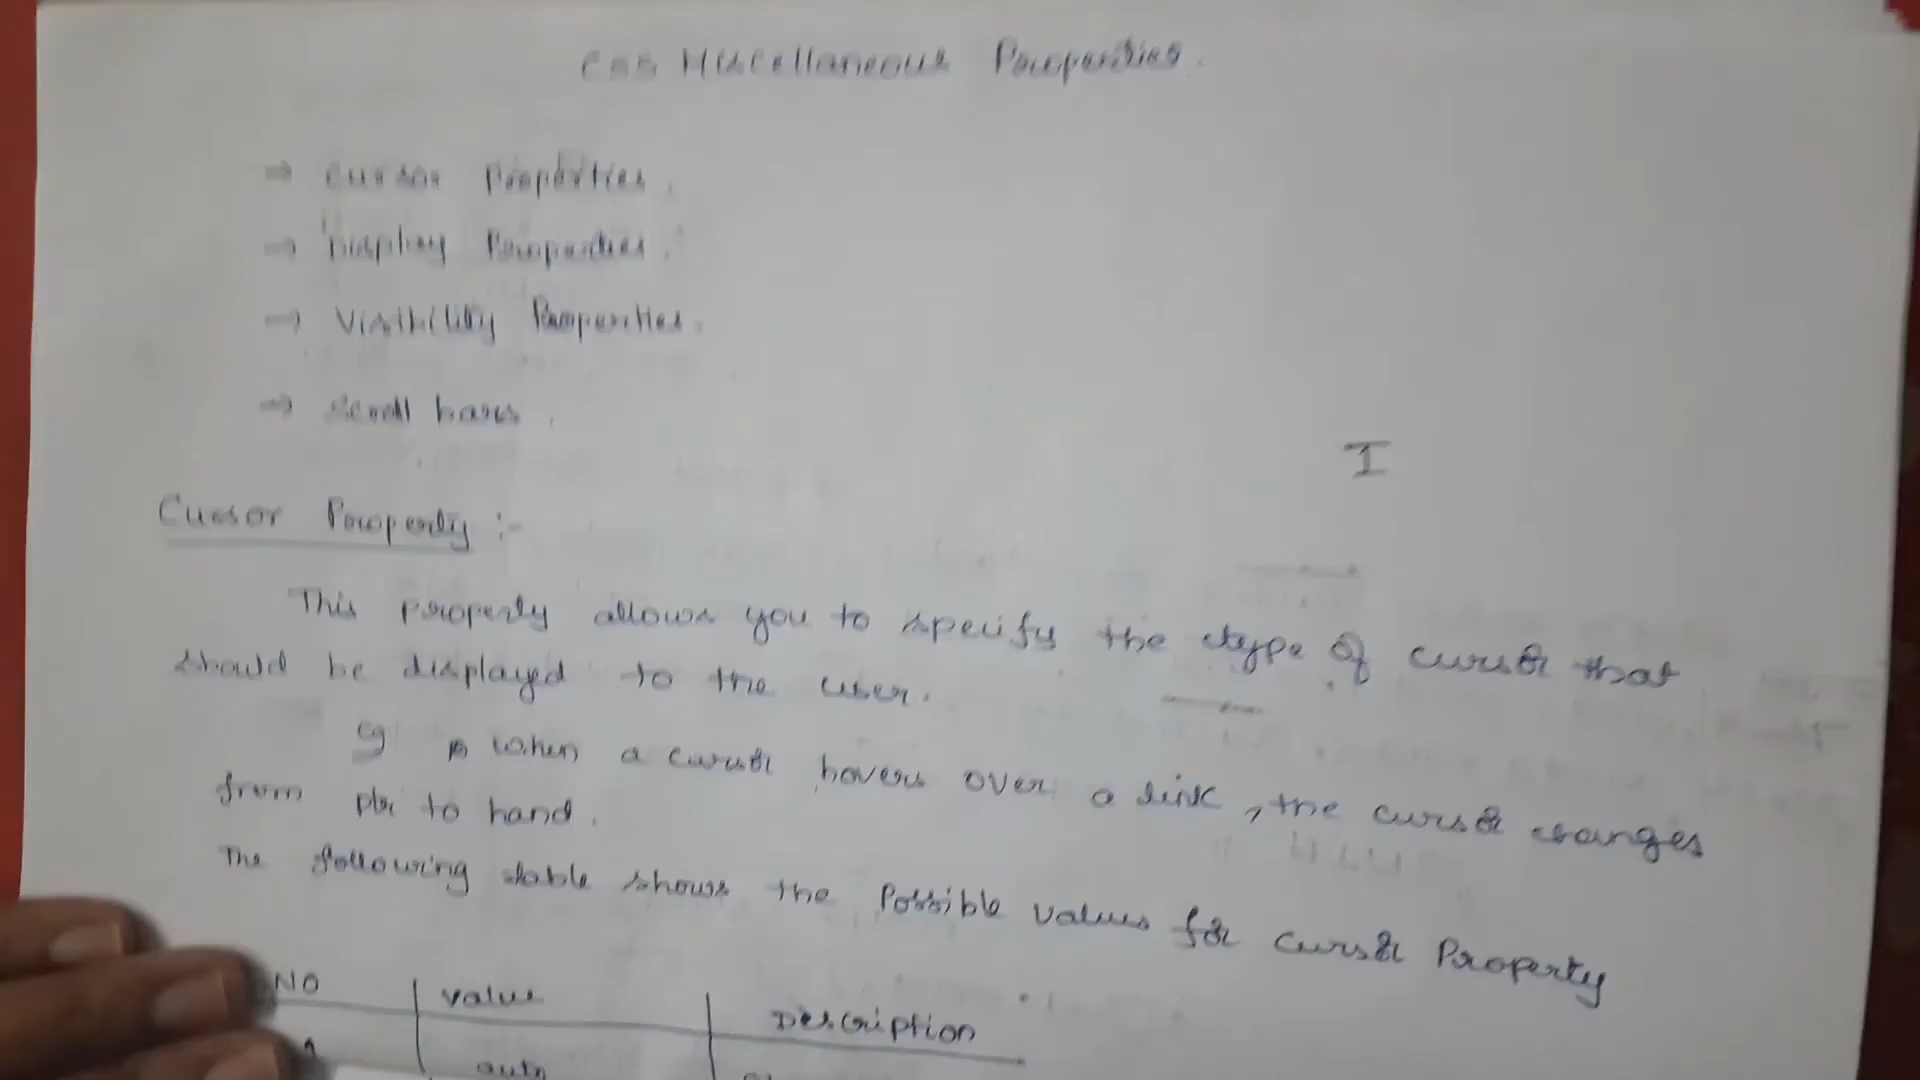 CSS Miscellaneous Properties.
⇒ cursor Properties.
⇒ Display Properties.
⇒ Visibility Properties.
⇒ scroll bars.
I
Cursor Property :-
This property allows you to specify the type of cursor that
should be displayed to the user.
eg when a cursor hovers over a link, the cursor changes
from ptr to hand.
The following table shows the Possible values for cursor Property
NO value Description
1 auto